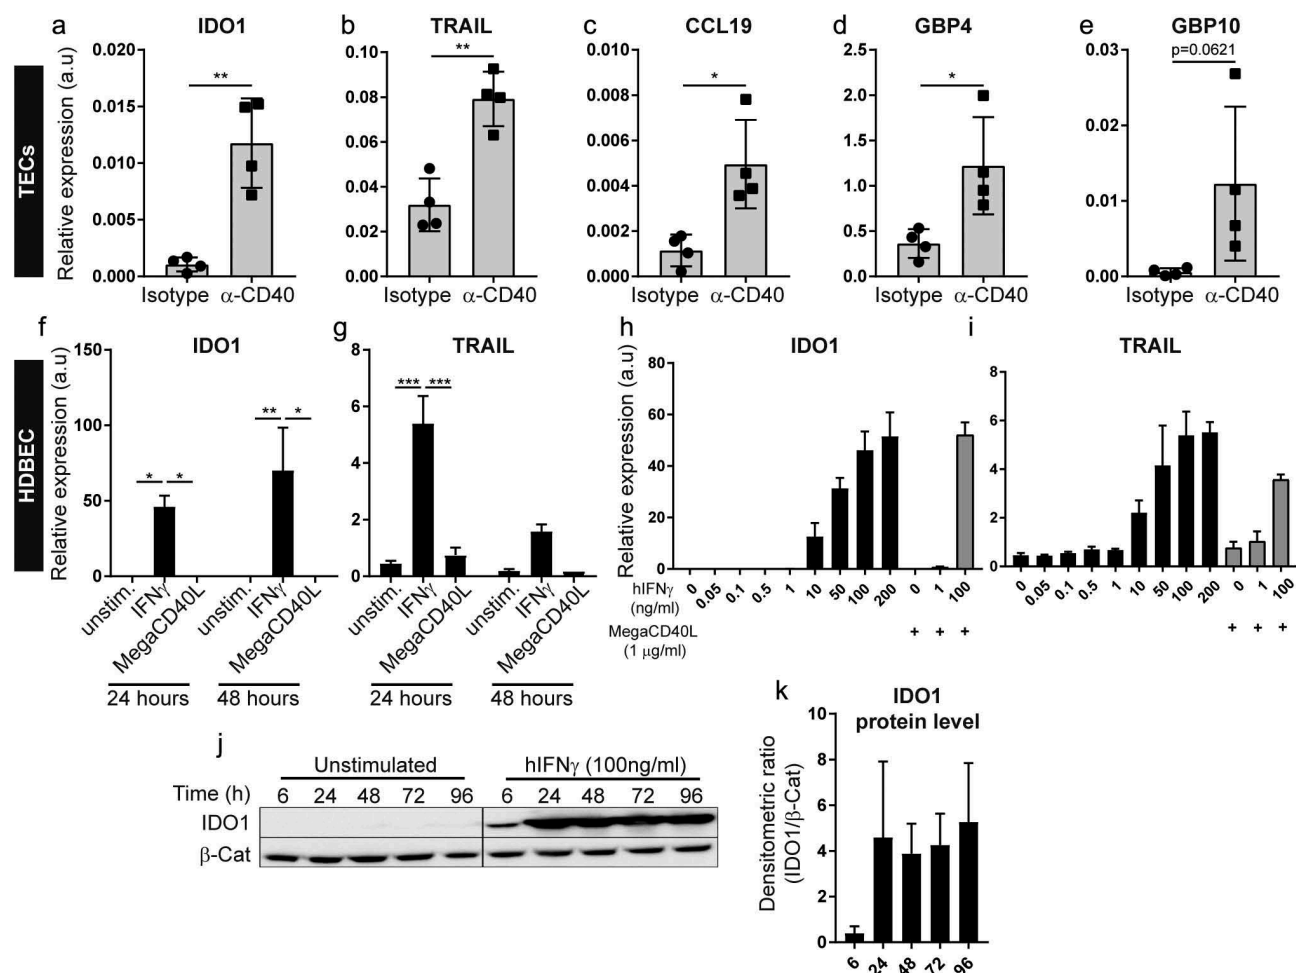 a IDO1
b TRAIL
c CCL19
d GBP4
e GBP10
TECs
Relative expression (a.u)
0.020
0.015
0.010
0.005
0.000
**
Isotype α-CD40
0.10
0.08
0.06
0.04
0.02
0.00
**
Isotype α-CD40
0.010
0.008
0.006
0.004
0.002
0.000
*
Isotype α-CD40
2.5
2.0
1.5
1.0
0.5
0.0
*
Isotype α-CD40
0.03
0.02
0.01
0.00
p=0.0621
Isotype α-CD40
HDBEC
f IDO1
Relative expression (a.u)
150
100
50
0
* *
** *
unstim. IFNγ MegaCD40L unstim. IFNγ MegaCD40L
24 hours 48 hours
g TRAIL
8
6
4
2
0
*** ***
unstim. IFNγ MegaCD40L unstim. IFNγ MegaCD40L
24 hours 48 hours
h IDO1
Relative expression (a.u)
80
60
40
20
0
hIFNγ
(ng/ml)
0 0.05 0.1 0.5 1 10 50 100 200 0 1 100
MegaCD40L
(1 μg/ml)
+ + +
i TRAIL
8
6
4
2
0
0 0.05 0.1 0.5 1 10 50 100 200 0 1 100
+ + +
j
Unstimulated hIFNγ (100ng/ml)
Time (h) 6 24 48 72 96 6 24 48 72 96
IDO1
β-Cat
k IDO1
protein level
Densitometric ratio
(IDO1/β-Cat)
10
8
6
4
2
0
6 24 48 72 96